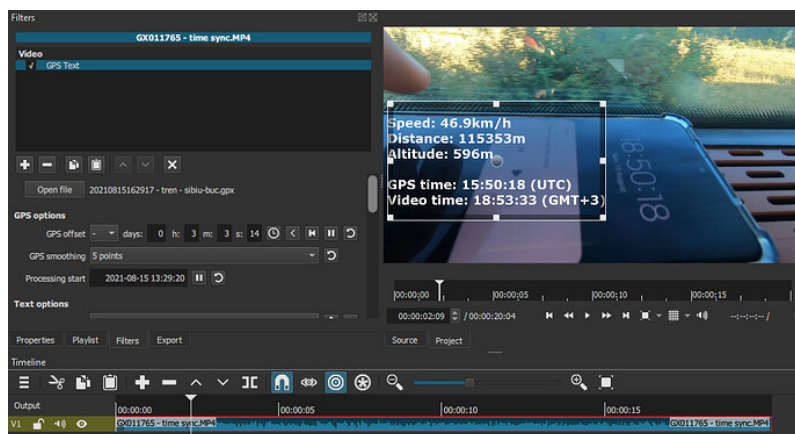 Filters
GX011765 - time sync.MP4
Video
GPS Text
Open file 20210815162917 - tren - sibiu-buc.gpx
GPS options
GPS offset - days: 0 h: 3 m: 3 s: 14
GPS smoothing 5 points
Processing start 2021-08-15 13:29:20
Text options
Properties Playlist Filters Export
Speed: 46.9km/h
Distance: 115353m
Altitude: 596m
GPS time: 15:50:18 (UTC)
Video time: 18:53:33 (GMT+3)
18:50:18
00:00:00 00:00:05 00:00:10 00:00:15
00:00:02:09 / 00:00:20:04 --:--:--:-- /
Source Project
Timeline
Output 00:00:00 00:00:05 00:00:10 00:00:15
V1 GX011765 - time sync.MP4 GX011765 - time sync.MP4